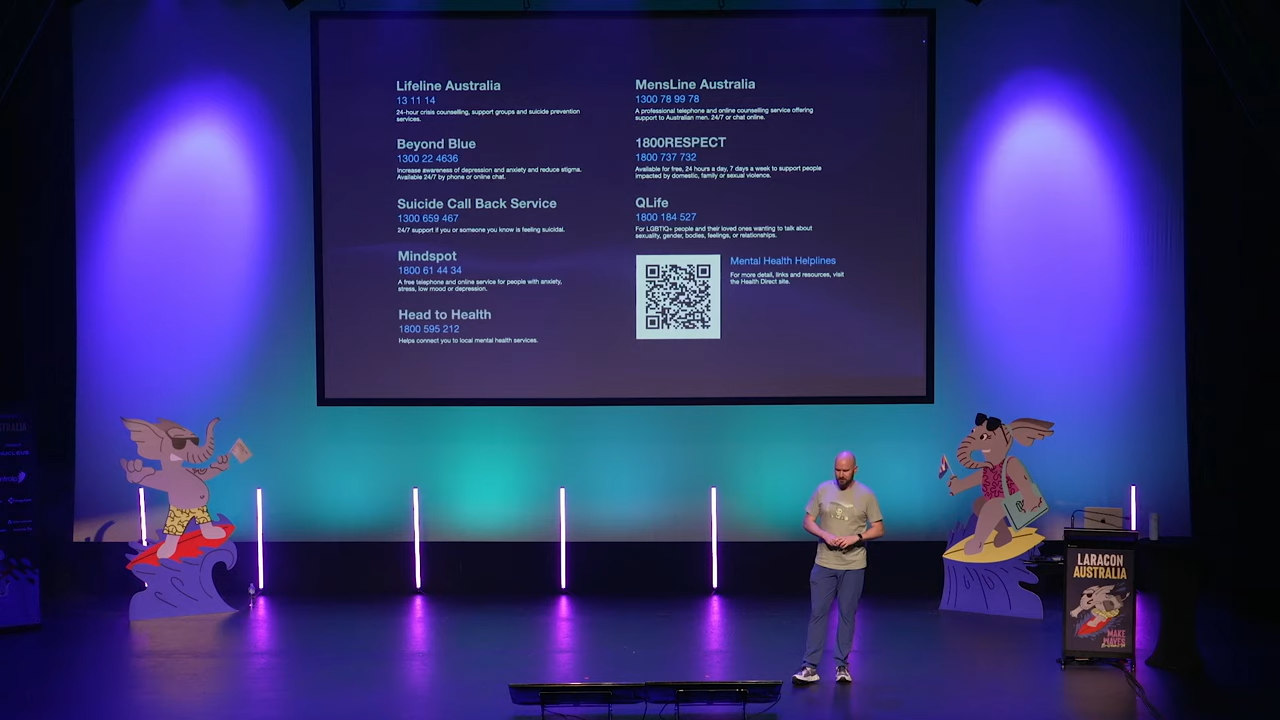 Lifeline Australia
13 11 14
24-hour crisis counselling, support groups and suicide prevention
services.
Beyond Blue
1300 22 4636
Increase awareness of depression and anxiety and reduce stigma.
Available 24/7 by phone or online chat.
Suicide Call Back Service
1300 659 467
24/7 support if you or someone you know is feeling suicidal.
Mindspot
1800 61 44 34
A free telephone and online service for people with anxiety,
stress, low mood or depression.
Head to Health
1800 595 212
Helps connect you to local mental health services.
MensLine Australia
1300 78 99 78
A professional telephone and online counselling service offering
support to Australian men. 24/7 or chat online.
1800RESPECT
1800 737 732
Available for free, 24 hours a day, 7 days a week to support people
impacted by domestic, family or sexual violence.
QLife
1800 184 527
For LGBTIQ+ people and their loved ones wanting to talk about
sexuality, gender, bodies, feelings, or relationships.
Mental Health Helplines
For more detail, links and resources, visit
the Health Direct site.
LARACON
AUSTRALIA
MAKE
WAVES